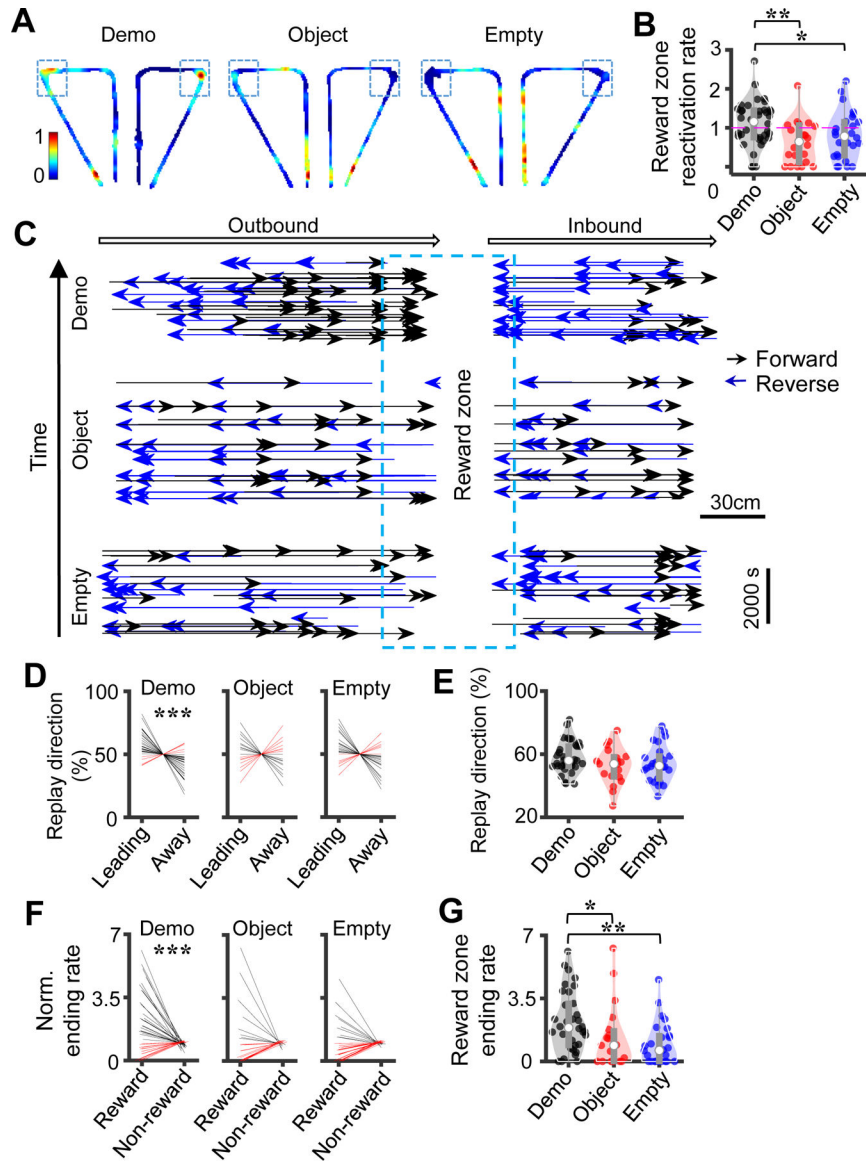 A
Demo
Object
Empty
1
0
B
**
*
Reward zone
reactivation rate
3
2
1
0
Demo
Object
Empty
C
Outbound
Inbound
Time
Demo
Object
Empty
Reward zone
Forward
Reverse
30cm
2000 s
D
Demo
Object
Empty
***
Replay direction
(%)
100
50
0
Leading
Away
Leading
Away
Leading
Away
E
Replay direction (%)
100
60
20
Demo
Object
Empty
F
Demo
Object
Empty
***
Norm.
ending rate
7
3.5
0
Reward
Non-reward
Reward
Non-reward
Reward
Non-reward
G
*
**
Reward zone
ending rate
7
3.5
0
Demo
Object
Empty